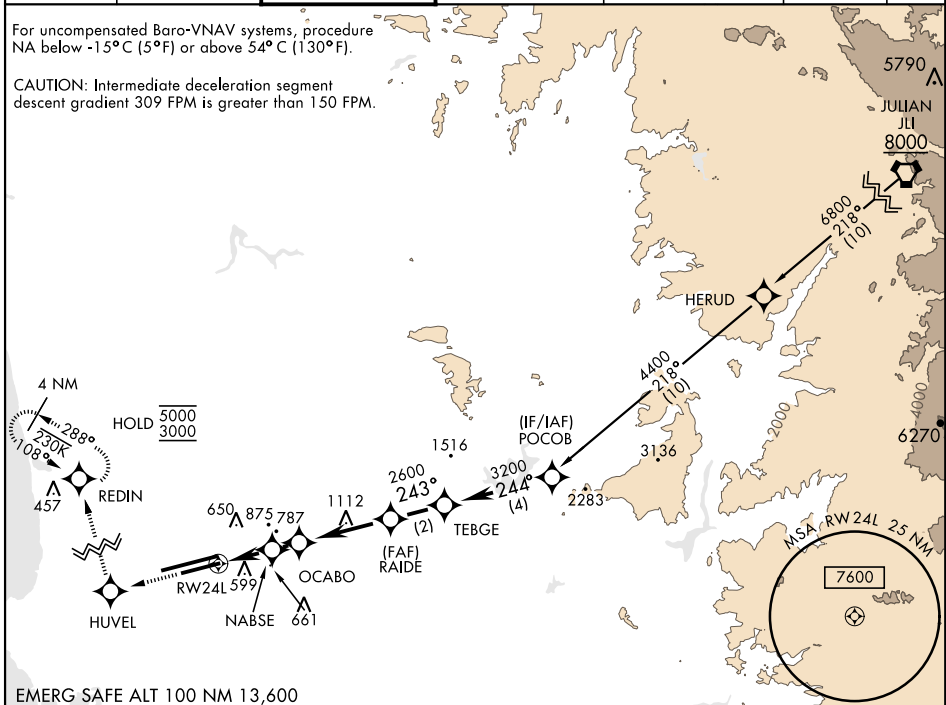 For uncompensated Baro-VNAV systems, procedure
NA below -15°C (5°F) or above 54°C (130°F).
CAUTION: Intermediate deceleration segment
descent gradient 309 FPM is greater than 150 FPM.
5790
JULIAN
JLI
8000
6800
218°
(10)
HERUD
4400
218°
(10)
2000
4000
4 NM
HOLD 5000
3000
288°
230K
108°
REDIN
457
(IF/IAF)
POCOB
1516
3136
6270
2283
3200
244°
(4)
2600
243°
(2)
TEBGE
1112
(FAF)
RAIDE
650
875
787
OCABO
RW24L
599
NABSE
661
HUVEL
MSA RW24L 25 NM
7600
EMERG SAFE ALT 100 NM 13,600